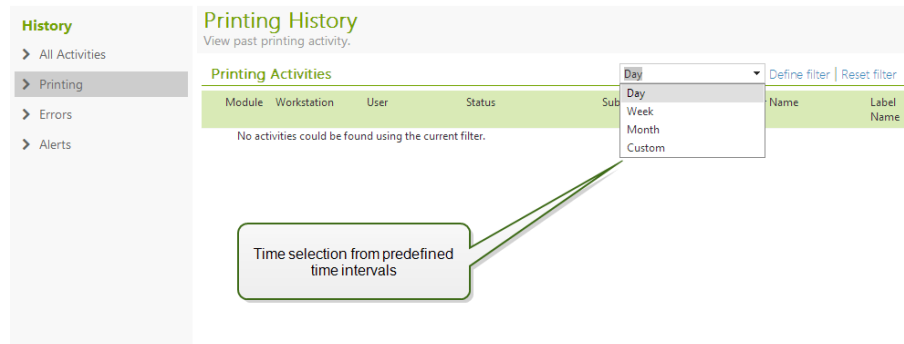 History
All Activities
Printing
Errors
Alerts
Printing History
View past printing activity.
Printing Activities
Day
Define filter | Reset filter
Module Workstation User Status Sub Name Label
Name
Day
Week
Month
Custom
No activities could be found using the current filter.
Time selection from predefined
time intervals